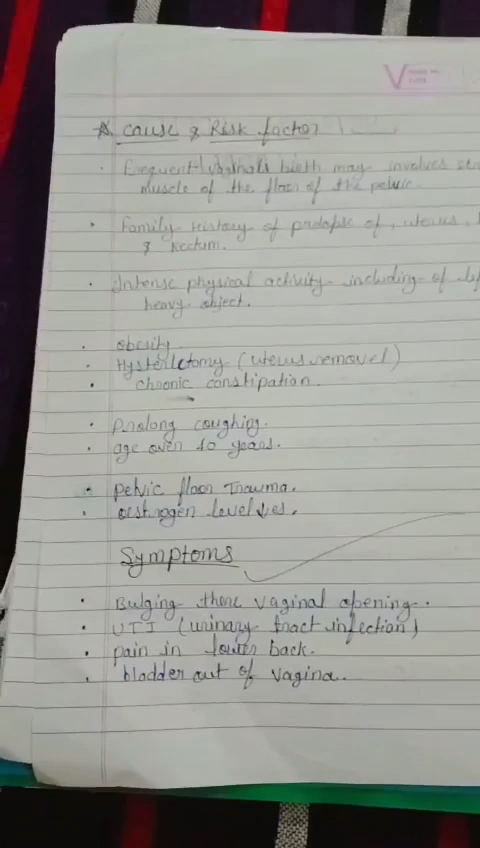 cause & Risk factor
• Frequent vaginals birth may involves
muscle of the floor of the pelvic.
• Family History of prolapse of, uterus,
& Rectum.
• Intense physical activity including of
heavy object.
• obesity.
• Hysterectomy (uterus removel)
• chronic constipation.
• Prolong coughing.
• age over 40 years.
• pelvic floor Trauma.
• oestrogen level ↓es.
Symptoms
• Bulging there vaginal opening.
• UTI (urinary tract infection)
• pain in lower back.
• bladder out of vagina.